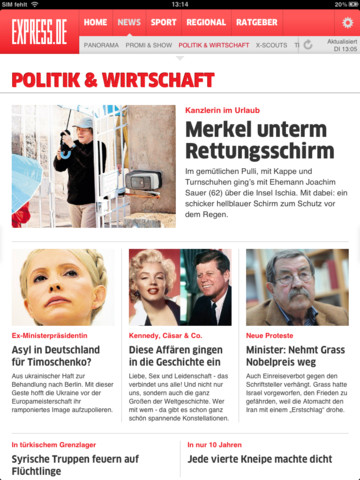 SIM fehlt
13:14
20%
EXPRESS.DE
HOME NEWS SPORT REGIONAL RATGEBER
PANORAMA PROMI & SHOW POLITIK & WIRTSCHAFT X-SCOUTS
Aktualisiert
DI 13:05
POLITIK & WIRTSCHAFT
Kanzlerin im Urlaub
Merkel unterm
Rettungsschirm
Im gemütlichen Pulli, mit Kappe und
Turnschuhen ging's mit Ehemann Joachim
Sauer (62) über die Insel Ischia. Mit dabei: ein
schicker hellblauer Schirm zum Schutz vor
dem Regen.
Ex-Ministerpräsidentin
Asyl in Deutschland
für Timoschenko?
Aus ukrainischer Haft zur
Behandlung nach Berlin. Mit dieser
Geste hofft die Ukraine vor der
Europameisterschaft ihr
ramponiertes Image aufzupolieren.
Kennedy, Cäsar & Co.
Diese Affären gingen
in die Geschichte ein
Liebe, Sex und Leidenschaft - das
verbindet uns alle! Und nicht nur
uns, sondern auch die ganz
Großen der Weltgeschichte. Wer
mit wem - da gibt es schon ganz
schön spannende Konstellationen.
Neue Proteste
Minister: Nehmt Grass
Nobelpreis weg
Auch Einreiseverbot gegen den
Schriftsteller verhängt. Grass hatte
Israel vorgeworfen, den Frieden zu
gefährden, weil die Atomacht den
Iran mit einem „Erstschlag" drohe.
In türkischem Grenzlager
Syrische Truppen feuern auf
Flüchtlinge
In nur 10 Jahren
Jede vierte Kneipe machte dicht